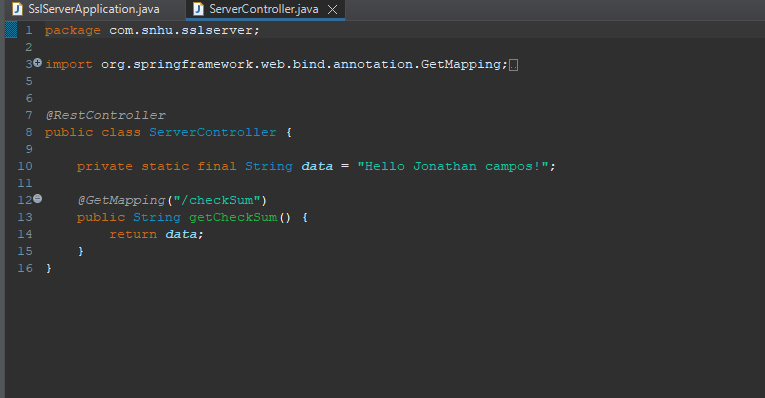 SslServerApplication.java ServerController.java
1 package com.snhu.sslserver;
2
3 import org.springframework.web.bind.annotation.GetMapping;
5
6
7 @RestController
8 public class ServerController {
9
10 private static final String data = "Hello Jonathan campos!";
11
12 @GetMapping("/checkSum")
13 public String getCheckSum() {
14 return data;
15 }
16 }